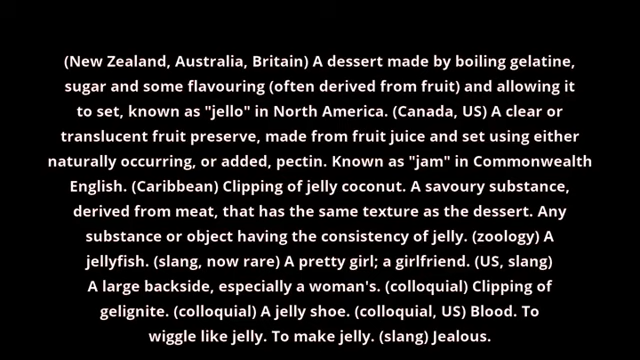 (New Zealand, Australia, Britain) A dessert made by boiling gelatine,
sugar and some flavouring (often derived from fruit) and allowing it
to set, known as "jello" in North America. (Canada, US) A clear or
translucent fruit preserve, made from fruit juice and set using either
naturally occurring, or added, pectin. Known as "jam" in Commonwealth
English. (Caribbean) Clipping of jelly coconut. A savoury substance,
derived from meat, that has the same texture as the dessert. Any
substance or object having the consistency of jelly. (zoology) A
jellyfish. (slang, now rare) A pretty girl; a girlfriend. (US, slang)
A large backside, especially a woman's. (colloquial) Clipping of
gelignite. (colloquial) A jelly shoe. (colloquial, US) Blood. To
wiggle like jelly. To make jelly. (slang) Jealous.